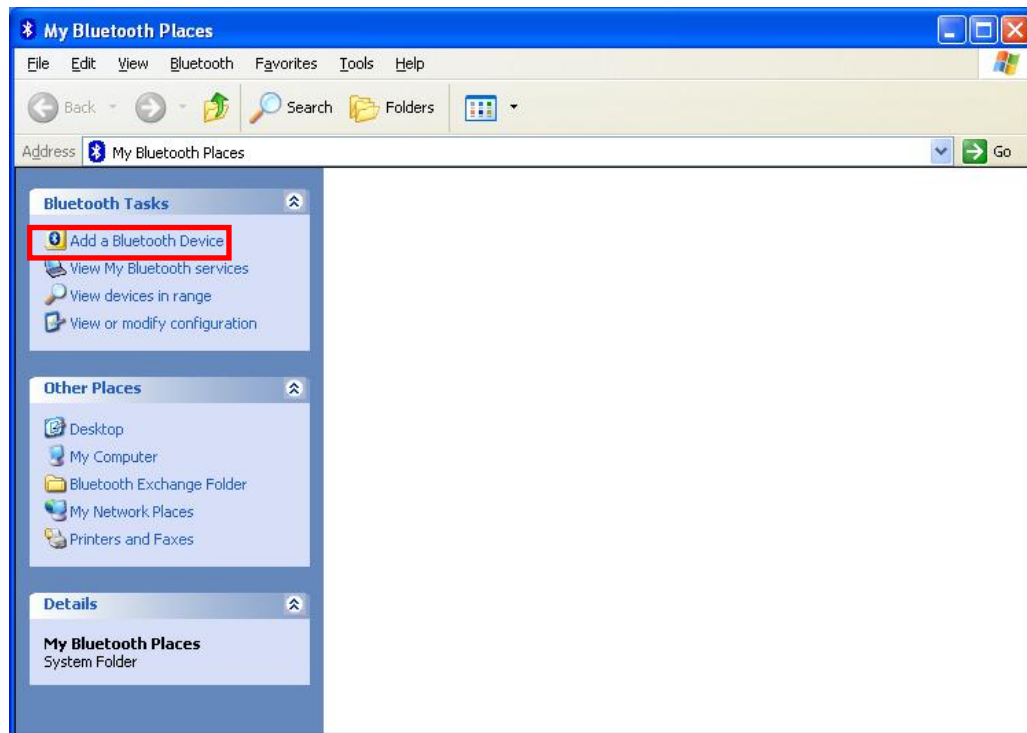 My Bluetooth Places
File Edit View Bluetooth Favorites Tools Help
Back Search Folders
Address My Bluetooth Places Go
Bluetooth Tasks
Add a Bluetooth Device
View My Bluetooth services
View devices in range
View or modify configuration
Other Places
Desktop
My Computer
Bluetooth Exchange Folder
My Network Places
Printers and Faxes
Details
My Bluetooth Places
System Folder